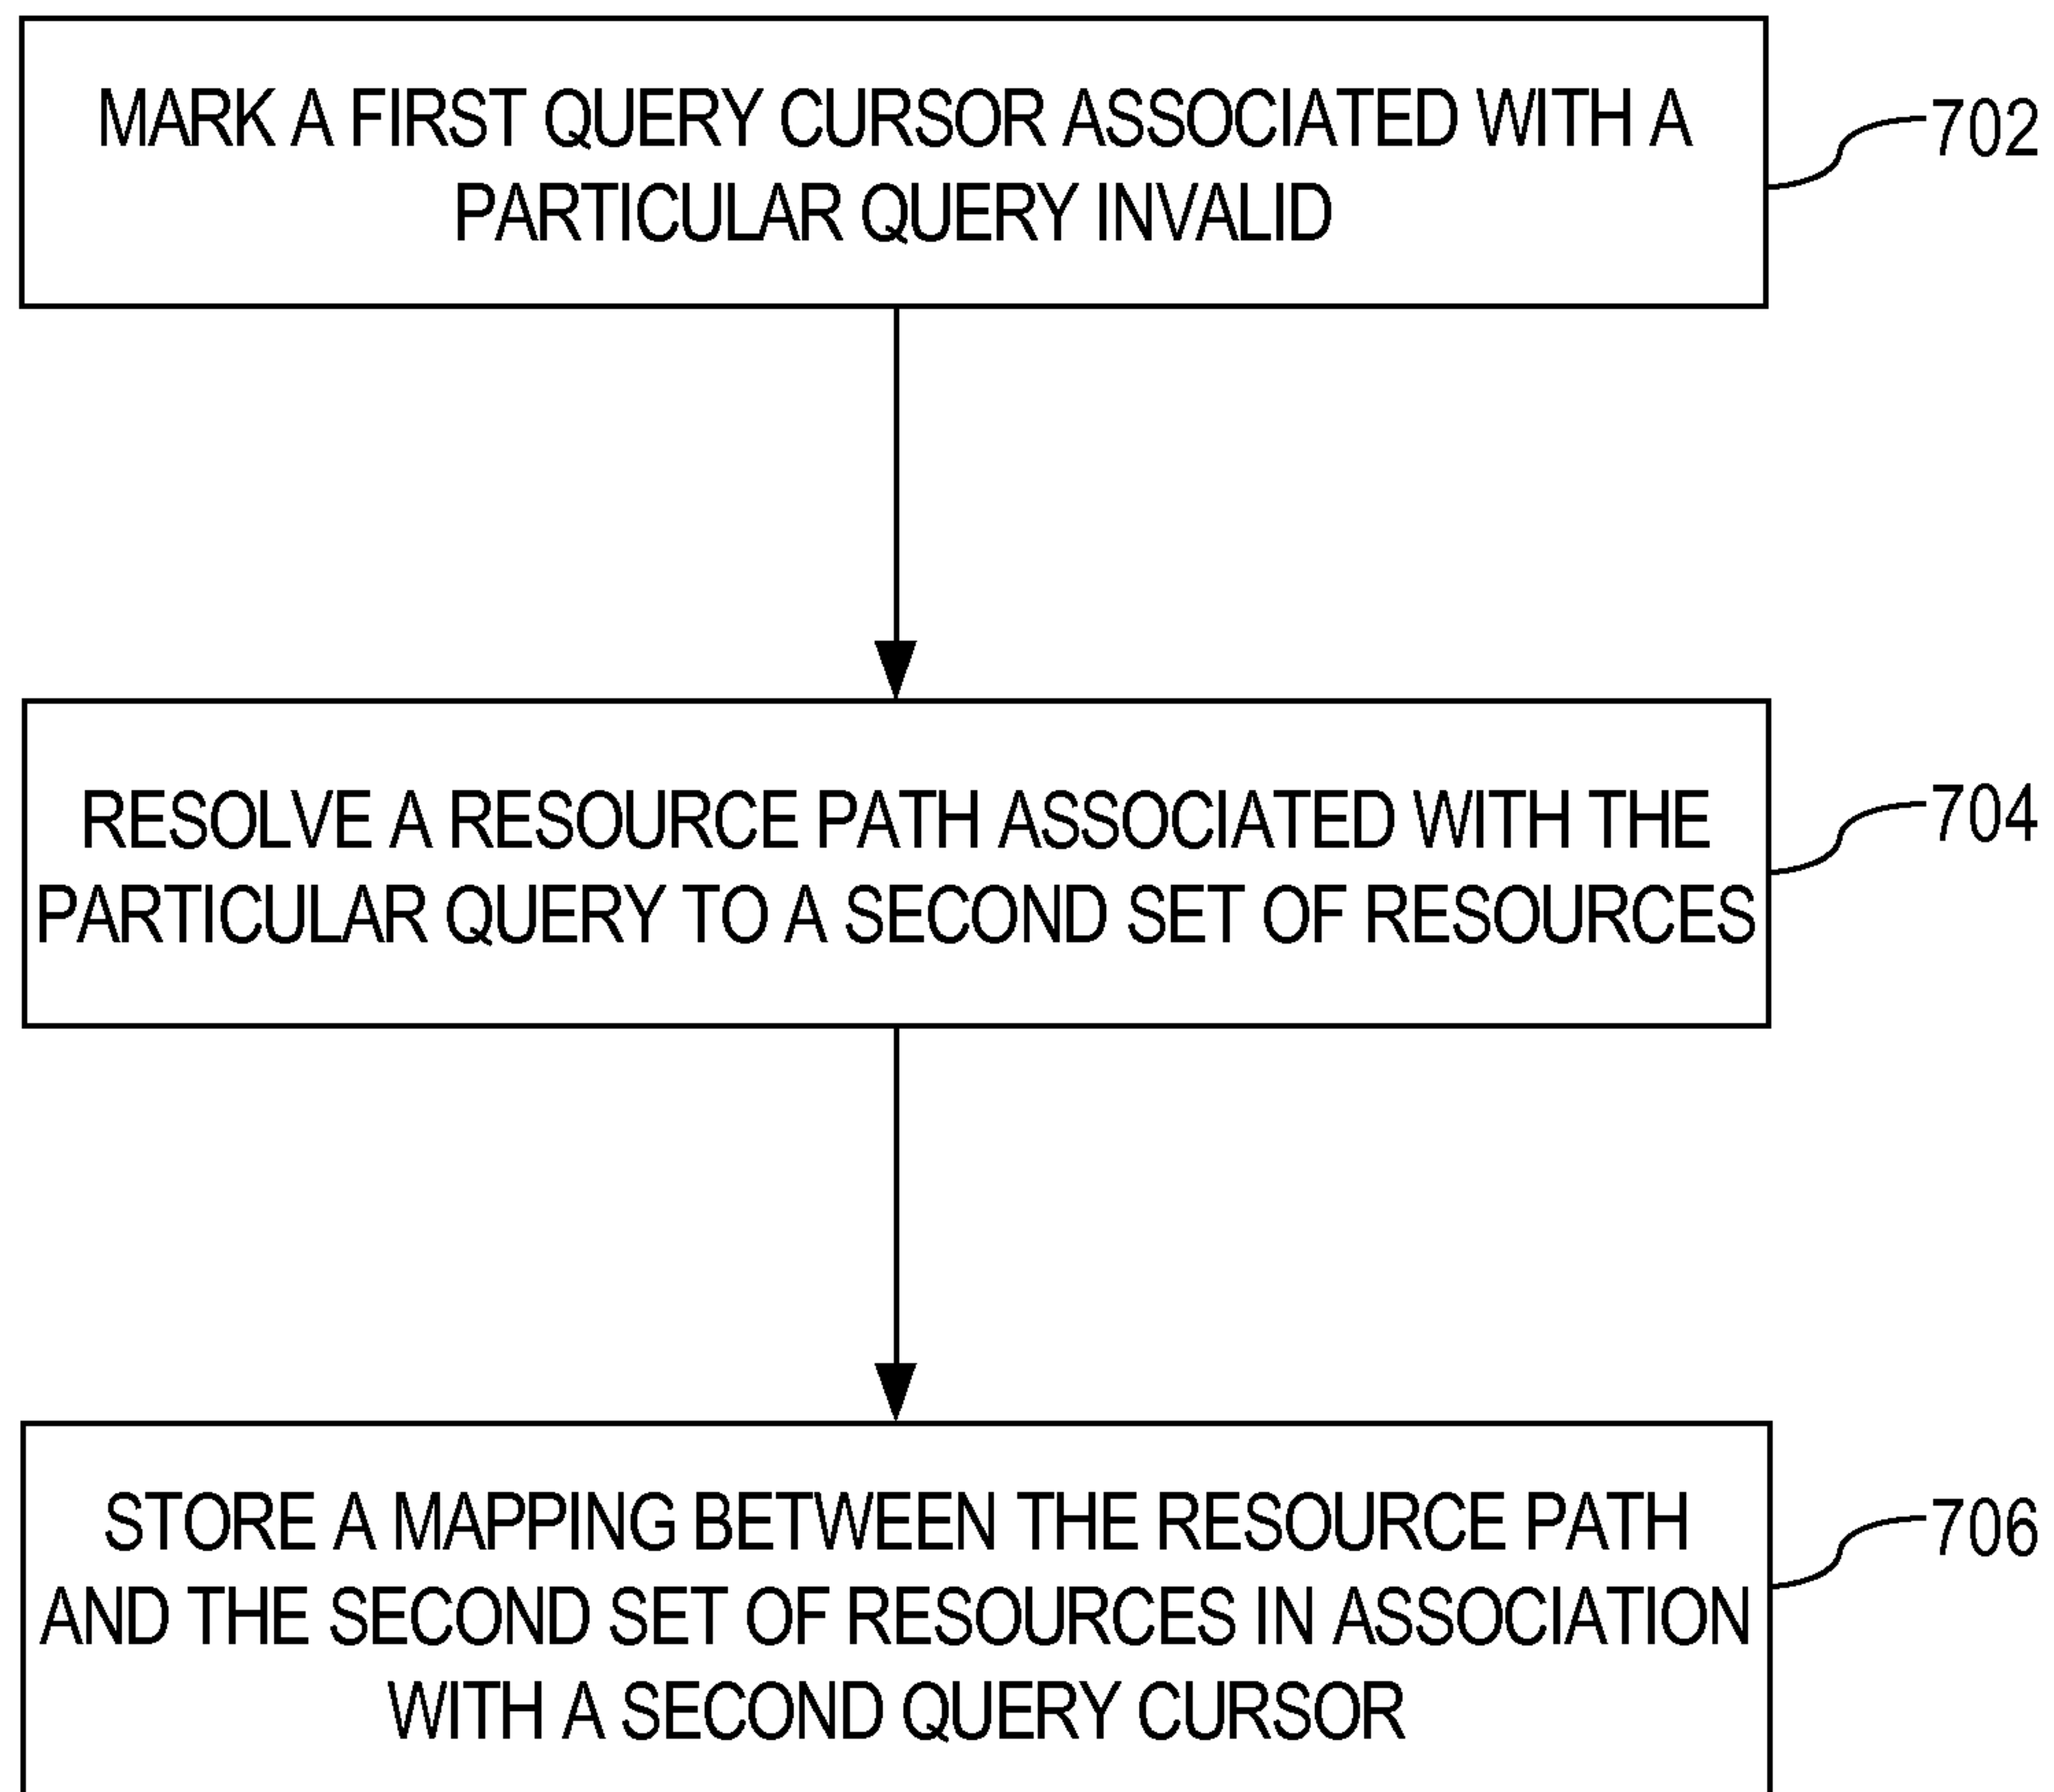 MARK A FIRST QUERY CURSOR ASSOCIATED WITH A
PARTICULAR QUERY INVALID
702
RESOLVE A RESOURCE PATH ASSOCIATED WITH THE
PARTICULAR QUERY TO A SECOND SET OF RESOURCES
704
STORE A MAPPING BETWEEN THE RESOURCE PATH
AND THE SECOND SET OF RESOURCES IN ASSOCIATION
WITH A SECOND QUERY CURSOR
706